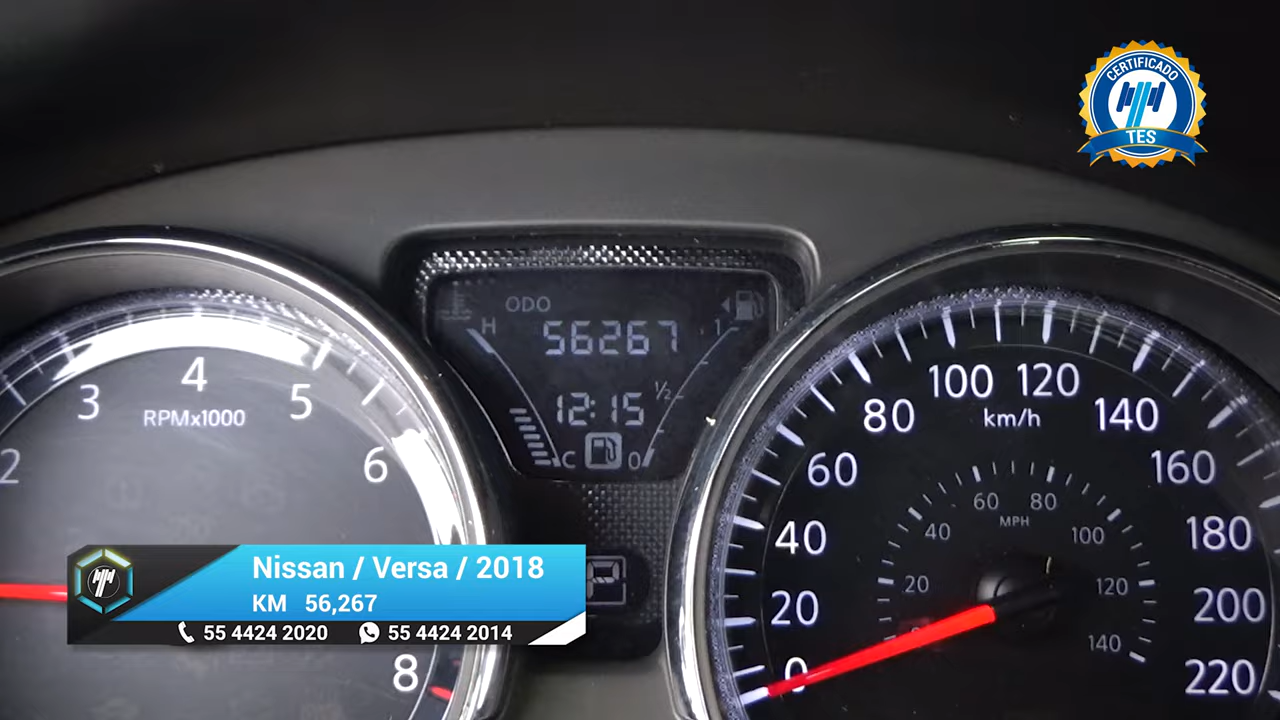 CERTIFICADO
TES
ODO
H
56267
1
12:15
1/2
C
0
2
3
4
5
6
8
RPMx1000
0
20
40
60
80
100
120
140
160
180
200
220
km/h
20
40
60
80
100
120
140
MPH
P
Nissan / Versa / 2018
KM 56,267
55 4424 2020 55 4424 2014